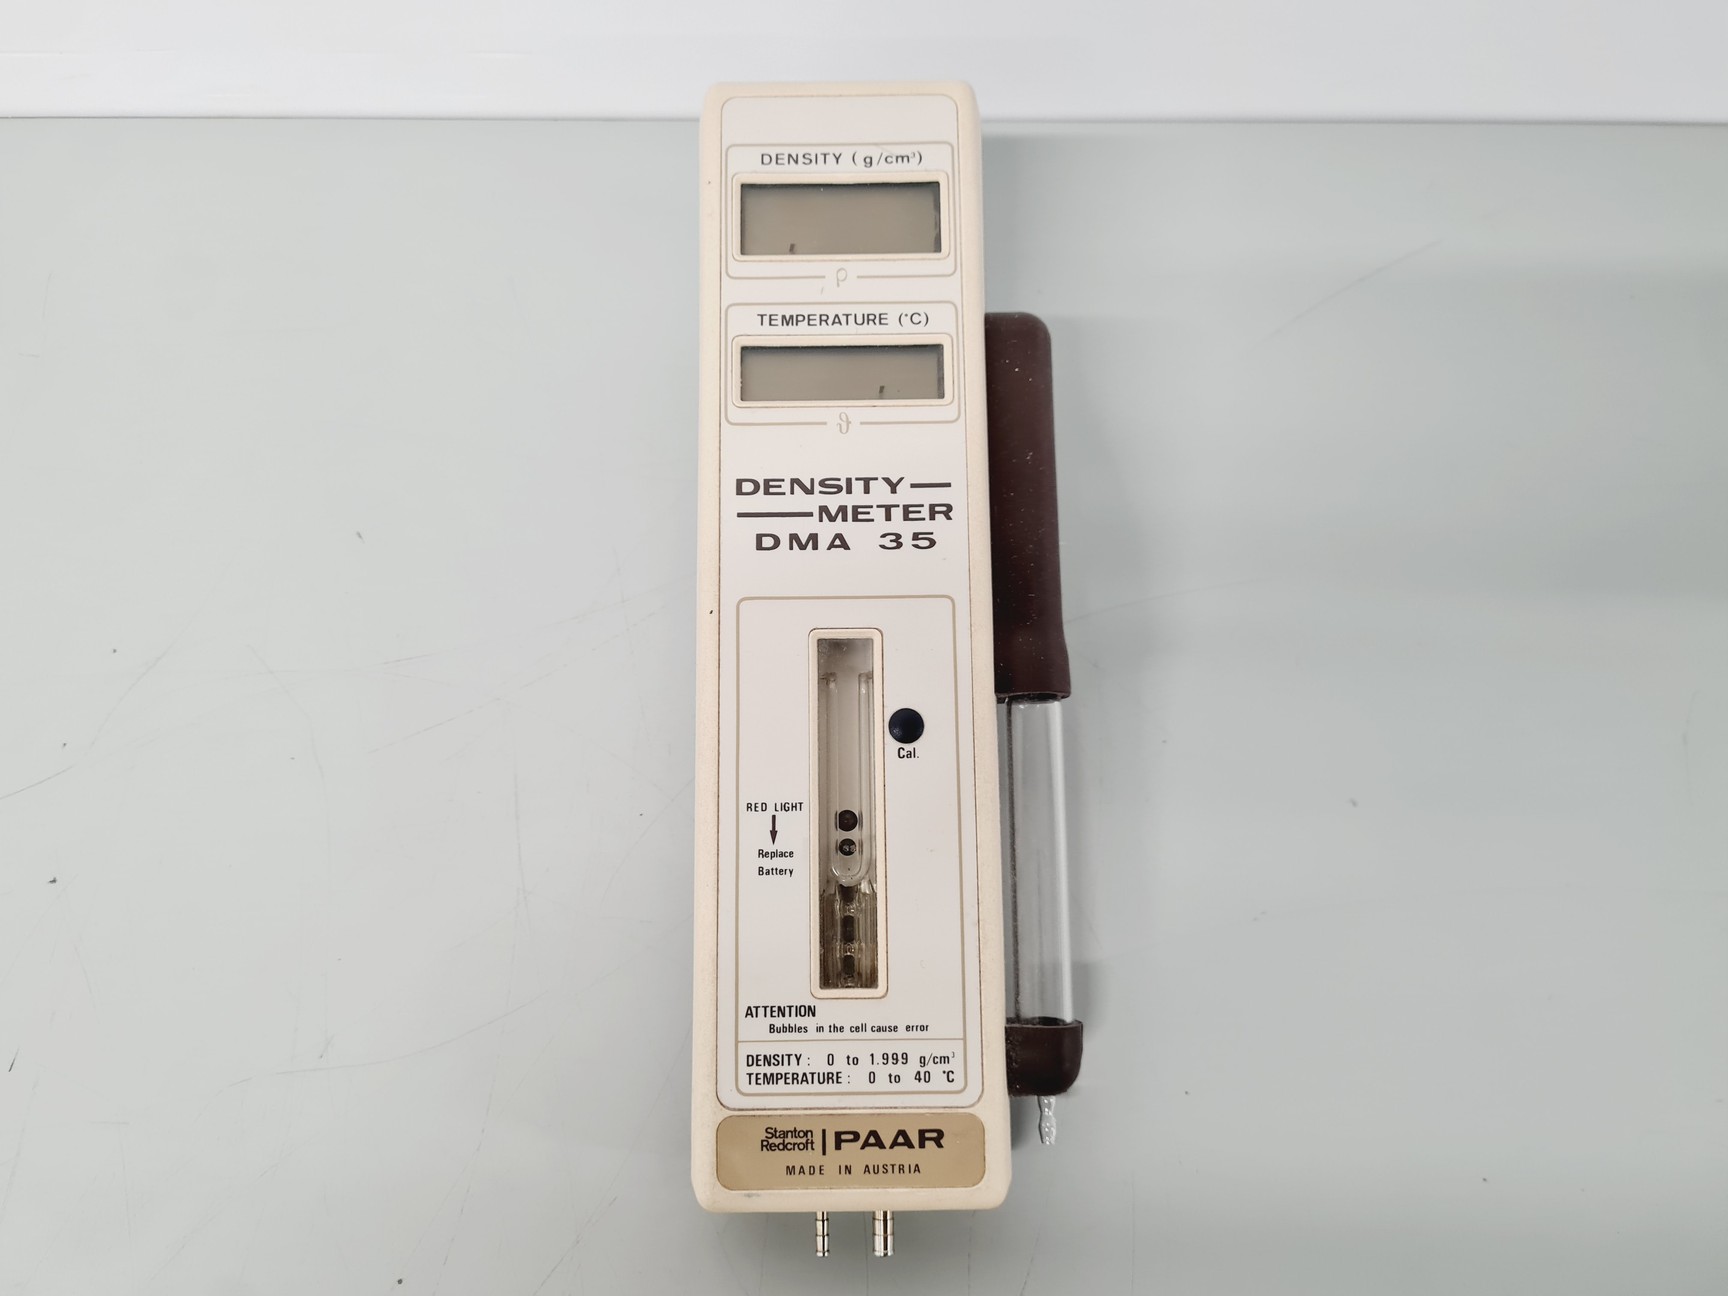 DENSITY (g/cm³)
ρ
TEMPERATURE (°C)
ϑ
DENSITY—
—METER
DMA 35
Cal.
RED LIGHT
↓
Replace
Battery
ATTENTION
Bubbles in the cell cause error
DENSITY: 0 to 1.999 g/cm³
TEMPERATURE: 0 to 40 °C
Stanton
Redcroft | PAAR
MADE IN AUSTRIA